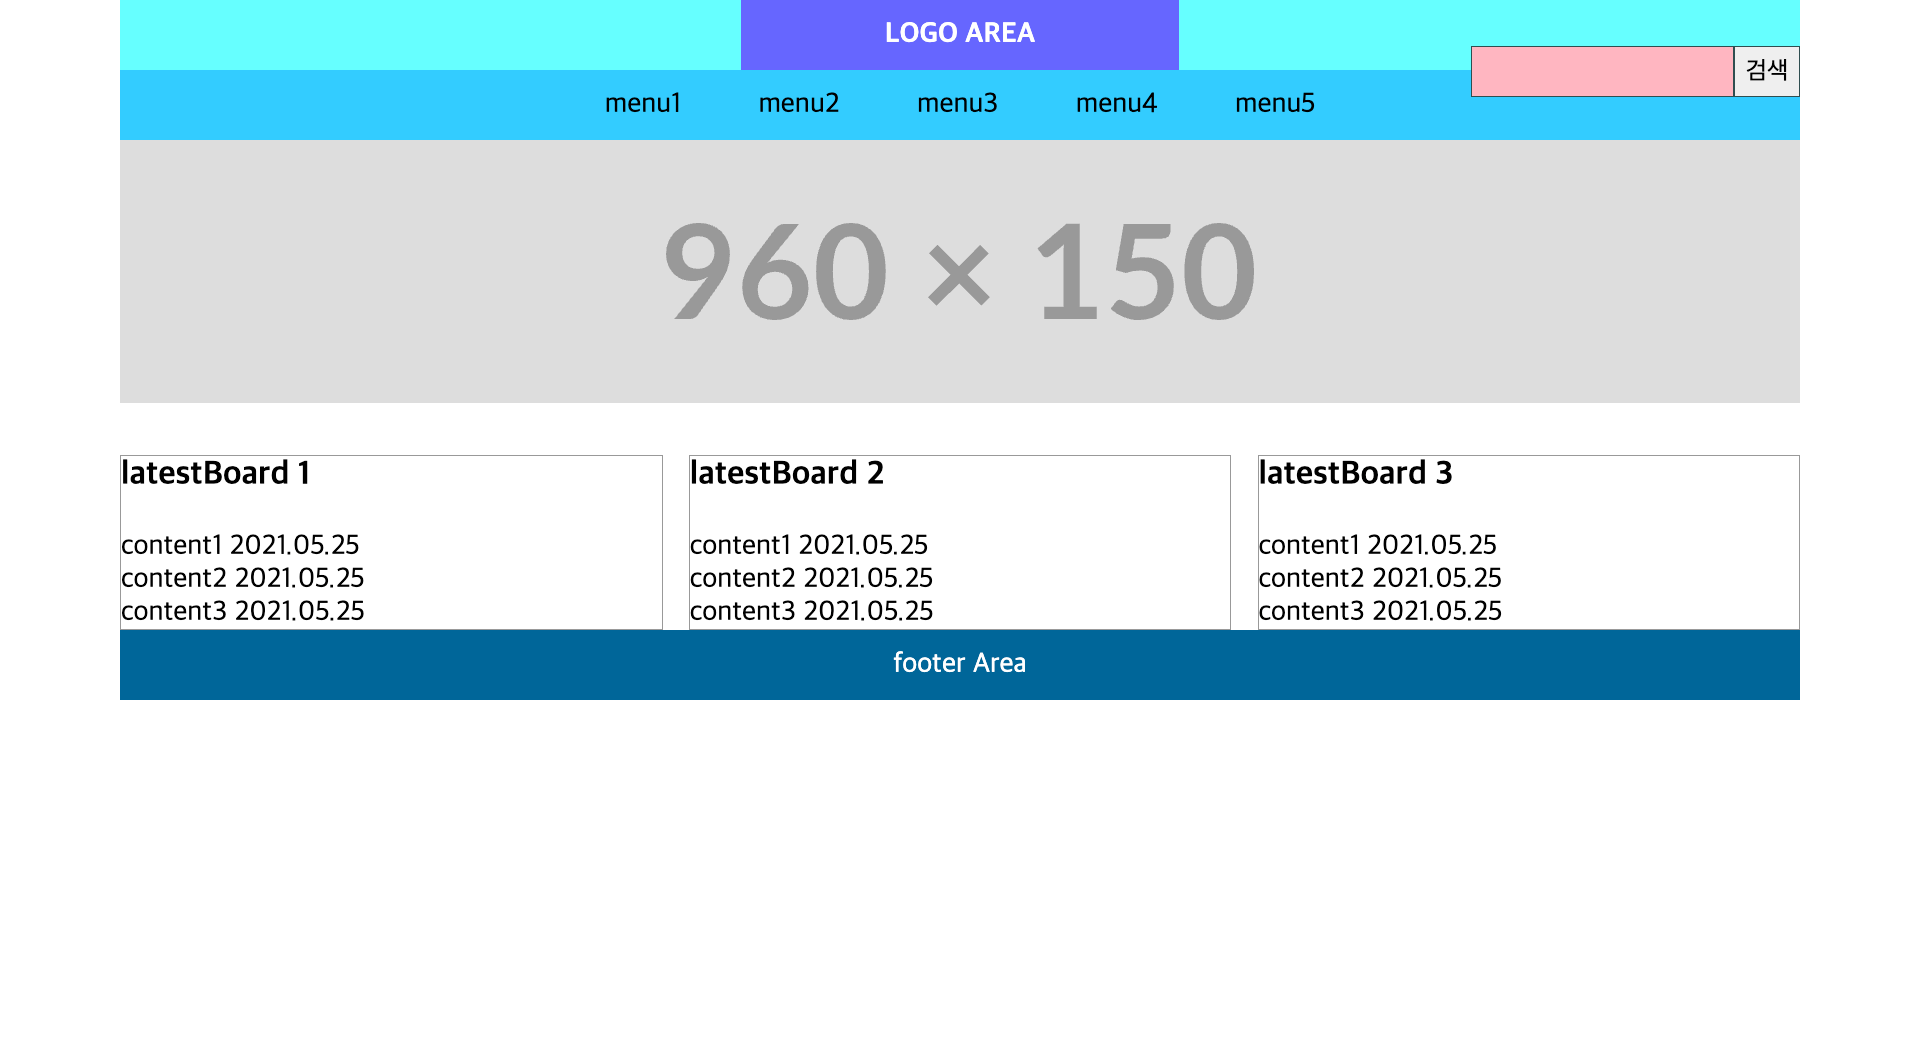 LOGO AREA
검색
menu1 menu2 menu3 menu4 menu5
960 × 150
latestBoard 1
content1 2021.05.25
content2 2021.05.25
content3 2021.05.25
latestBoard 2
content1 2021.05.25
content2 2021.05.25
content3 2021.05.25
latestBoard 3
content1 2021.05.25
content2 2021.05.25
content3 2021.05.25
footer Area